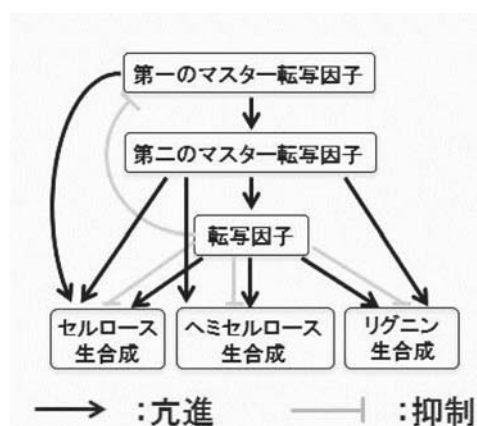 第一のマスター転写因子
第二のマスター転写因子
転写因子
セルロース
生合成
ヘミセルロース
生合成
リグニン
生合成
:亢進
:抑制